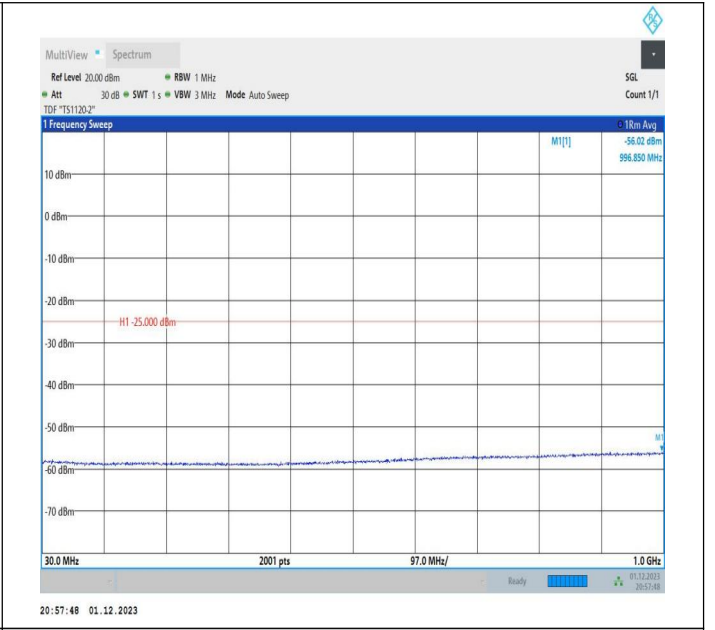 R S
MultiView Spectrum
Ref Level 20.00 dBm RBW 1 MHz SGL
Att 30 dB SWT 1 s VBW 3 MHz Mode Auto Sweep Count 1/1
TDF "TS1120-2"
1 Frequency Sweep 1Rm Avg
M1[1] -56.02 dBm
996.850 MHz
10 dBm
0 dBm
-10 dBm
-20 dBm
H1 -25.000 dBm
-30 dBm
-40 dBm
-50 dBm
M1
-60 dBm
-70 dBm
30.0 MHz 2001 pts 97.0 MHz/ 1.0 GHz
Ready 01.12.2023
20:57:48
20:57:48 01.12.2023